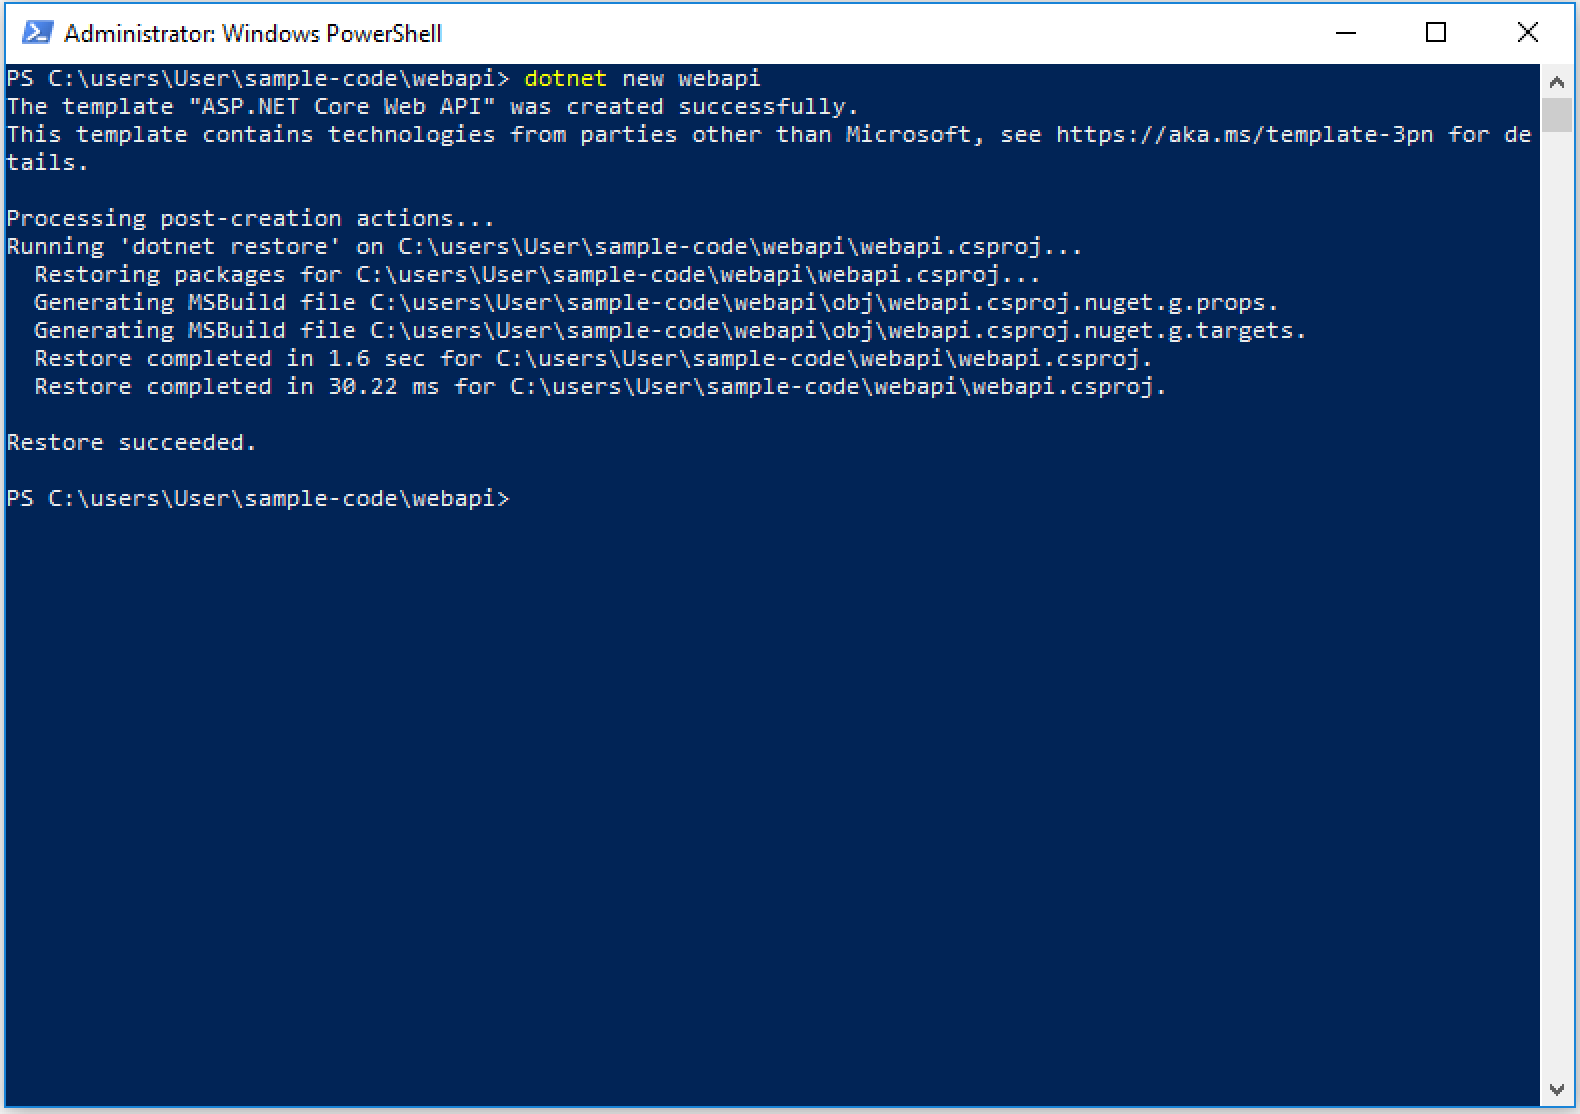 Administrator: Windows PowerShell
PS C:\users\User\sample-code\webapi> dotnet new webapi
The template "ASP.NET Core Web API" was created successfully.
This template contains technologies from parties other than Microsoft, see https://aka.ms/template-3pn for de
tails.
Processing post-creation actions...
Running 'dotnet restore' on C:\users\User\sample-code\webapi\webapi.csproj...
  Restoring packages for C:\users\User\sample-code\webapi\webapi.csproj...
  Generating MSBuild file C:\users\User\sample-code\webapi\obj\webapi.csproj.nuget.g.props.
  Generating MSBuild file C:\users\User\sample-code\webapi\obj\webapi.csproj.nuget.g.targets.
  Restore completed in 1.6 sec for C:\users\User\sample-code\webapi\webapi.csproj.
  Restore completed in 30.22 ms for C:\users\User\sample-code\webapi\webapi.csproj.
Restore succeeded.
PS C:\users\User\sample-code\webapi>